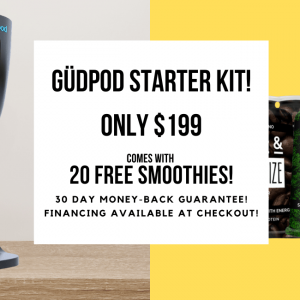 GÜDPOD STARTER KIT!
ONLY $199
COMES WITH
20 FREE SMOOTHIES!
30 DAY MONEY-BACK GUARANTEE!
FINANCING AVAILABLE AT CHECKOUT!
&